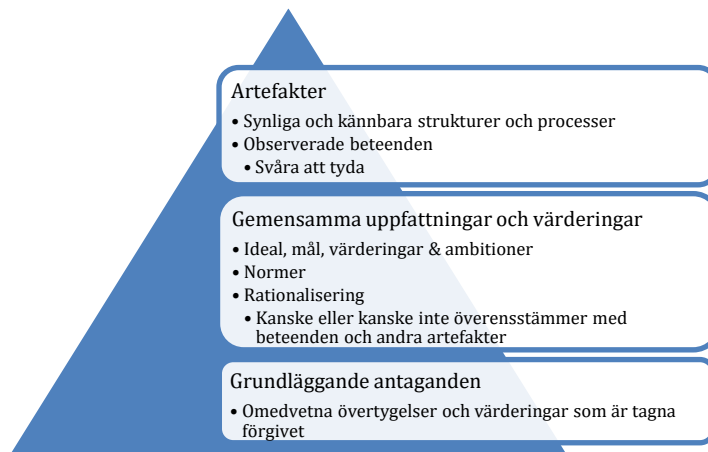 Artefakter
• Synliga och kännbara strukturer och processer
• Observerade beteenden
• Svåra att tyda
Gemensamma uppfattningar och värderingar
• Ideal, mål, värderingar & ambitioner
• Normer
• Rationalisering
• Kanske eller kanske inte överensstämmer med
beteenden och andra artefakter
Grundläggande antaganden
• Omedvetna övertygelser och värderingar som är tagna
förgivet